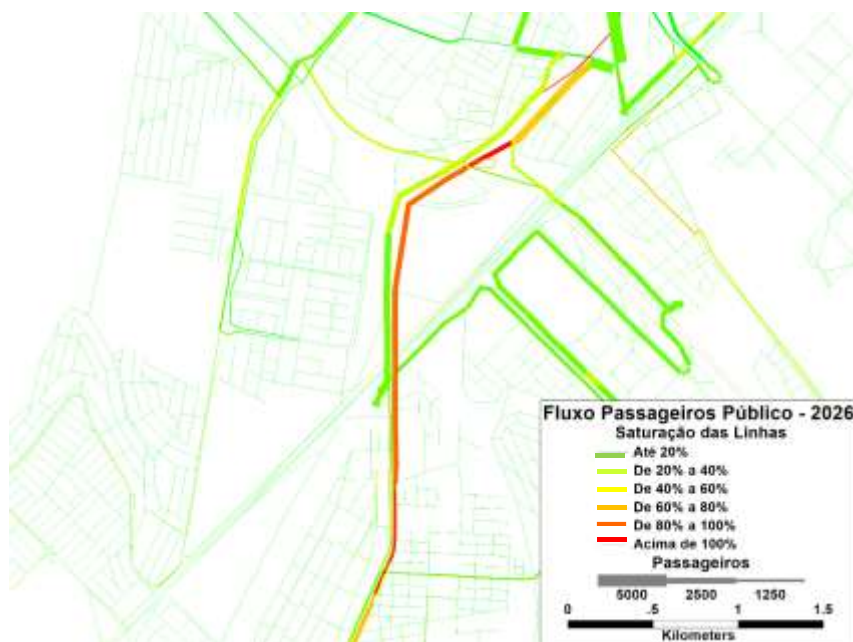 Fluxo Passageiros Público - 2026
Saturação das Linhas
Até 20%
De 20% a 40%
De 40% a 60%
De 60% a 80%
De 80% a 100%
Acima de 100%
Passageiros
5000 2500 1250
0 .5 1 1.5
Kilometers